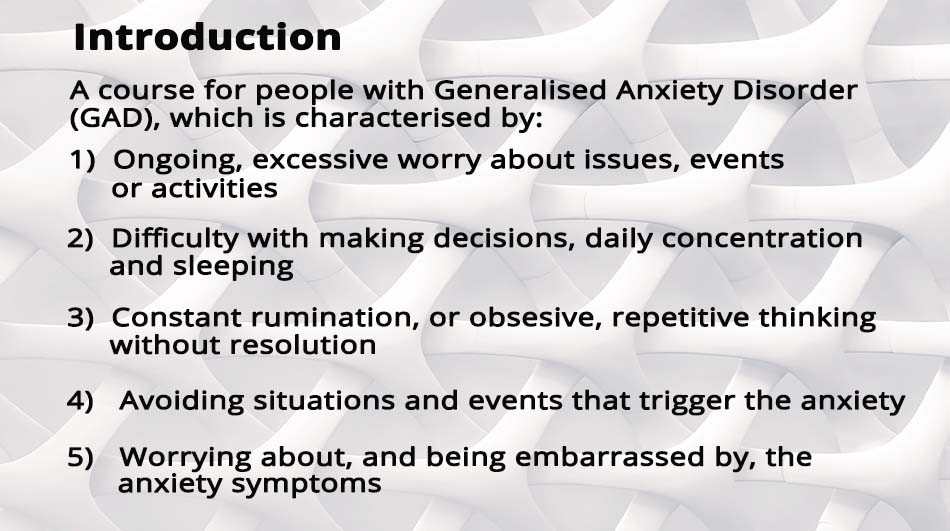 Introduction
A course for people with Generalised Anxiety Disorder
(GAD), which is characterised by:
1) Ongoing, excessive worry about issues, events
or activities
2) Difficulty with making decisions, daily concentration
and sleeping
3) Constant rumination, or obsesive, repetitive thinking
without resolution
4) Avoiding situations and events that trigger the anxiety
5) Worrying about, and being embarrassed by, the
anxiety symptoms